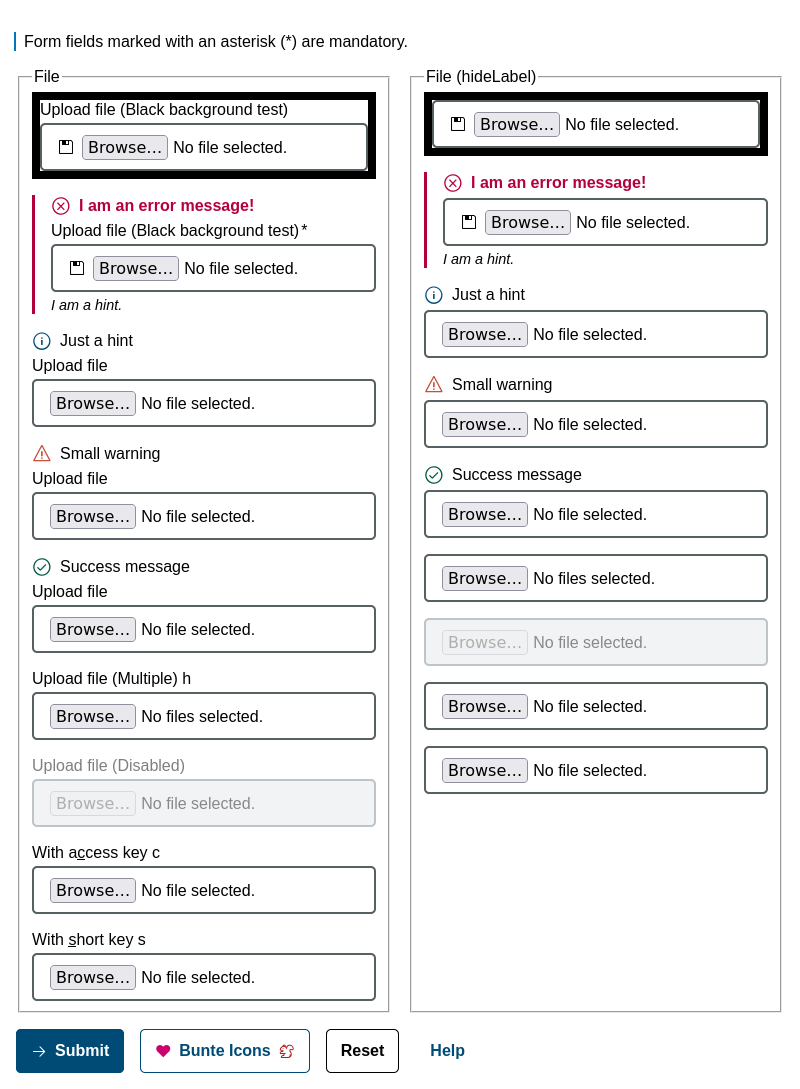 Form fields marked with an asterisk (*) are mandatory.
File
Upload file (Black background test)
Browse... No file selected.
I am an error message!
Upload file (Black background test)*
Browse... No file selected.
I am a hint.
Just a hint
Upload file
Browse... No file selected.
Small warning
Upload file
Browse... No file selected.
Success message
Upload file
Browse... No file selected.
Upload file (Multiple) h
Browse... No files selected.
Upload file (Disabled)
Browse... No file selected.
With access key c
Browse... No file selected.
With short key s
Browse... No file selected.
File (hideLabel)
Browse... No file selected.
I am an error message!
Browse... No file selected.
I am a hint.
Just a hint
Browse... No file selected.
Small warning
Browse... No file selected.
Success message
Browse... No file selected.
Browse... No files selected.
Browse... No file selected.
Browse... No file selected.
Browse... No file selected.
Submit Bunte Icons Reset Help